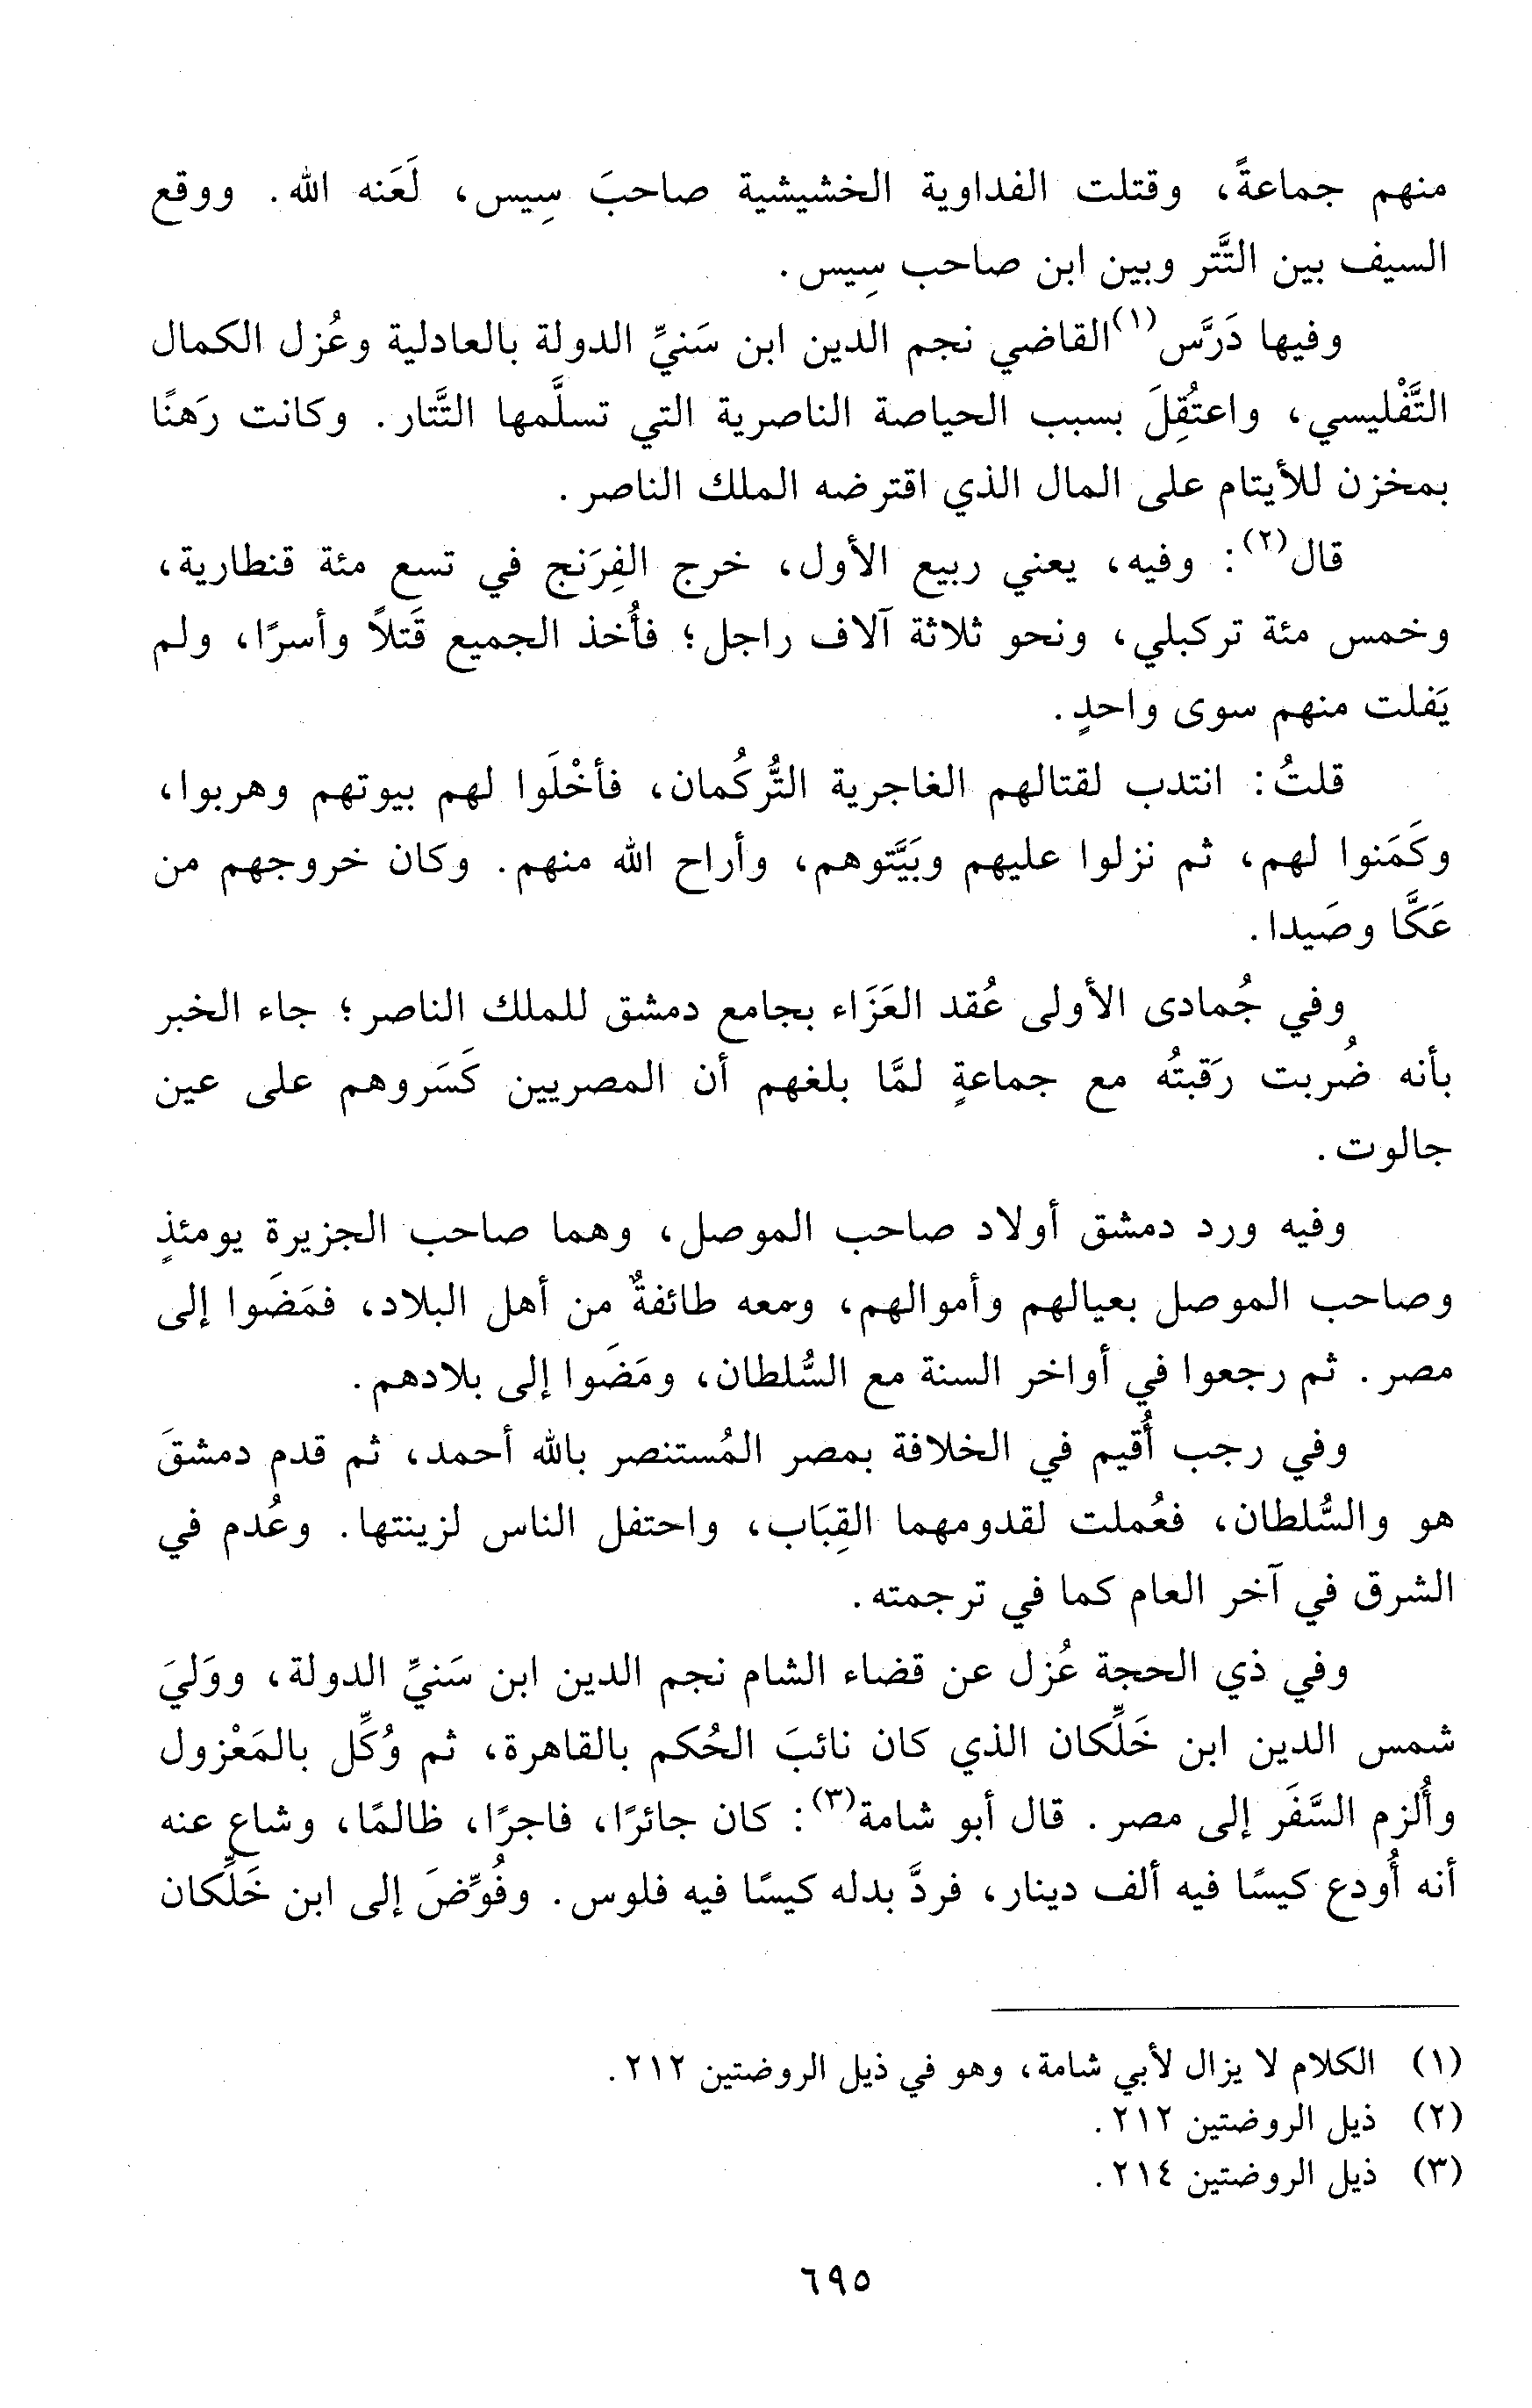 منهم جماعةً، وقتلت الفداوية الخشيشية صاحبَ سِيس، لَعَنه الله. ووقع
السيف بين التَّتر وبين ابن صاحب سِيس.
وفيها دَرَّس(١) القاضي نجم الدين ابن سَنيِّ الدولة بالعادلية وعُزل الكمال
التَّفْليسي، واعتُقِلَ بسبب الحياصة الناصرية التي تسلَّمها التَّتار. وكانت رَهنًا
بمخزن للأيتام على المال الذي اقترضه الملك الناصر.
قال(٢): وفيه، يعني ربيع الأول، خرج الفِرَنج في تسع مئة قنطارية،
وخمس مئة تركبلي، ونحو ثلاثة آلاف راجل؛ فأُخذ الجميع قَتلاً وأسرًا، ولم
يَفلت منهم سوى واحدٍ.
قلتُ: انتدب لقتالهم الغاجرية التُّركُمان، فأخْلَوا لهم بيوتهم وهربوا،
وكَمَنوا لهم، ثم نزلوا عليهم وبَيَّتوهم، وأراح الله منهم. وكان خروجهم من
عَكَّا وصَيدا.
وفي جُمادى الأولى عُقد العَزَاء بجامع دمشق للملك الناصر؛ جاء الخبر
بأنه ضُربت رَقبتُه مع جماعةٍ لمَّا بلغهم أن المصريين كَسَروهم على عين
جالوت.
وفيه ورد دمشق أولاد صاحب الموصل، وهما صاحب الجزيرة يومئذٍ
وصاحب الموصل بعيالهم وأموالهم، ومعه طائفةٌ من أهل البلاد، فمَضَوا إلى
مصر. ثم رجعوا في أواخر السنة مع السُّلطان، ومَضَوا إلى بلادهم.
وفي رجب أُقيم في الخلافة بمصر المُستنصر بالله أحمد، ثم قدم دمشقَ
هو والسُّلطان، فعُملت لقدومهما القِبَاب، واحتفل الناس لزينتها. وعُدم في
الشرق في آخر العام كما في ترجمته.
وفي ذي الحجة عُزل عن قضاء الشام نجم الدين ابن سَنيِّ الدولة، ووَليَ
شمس الدين ابن خَلِّكان الذي كان نائبَ الحُكم بالقاهرة، ثم وُكِّل بالمَعْزول
وأُلزم السَّفَر إلى مصر. قال أبو شامة(٣): كان جائرًا، فاجرًا، ظالمًا، وشاع عنه
أنه أُودع كيسًا فيه ألف دينار، فردَّ بدله كيسًا فيه فلوس. وفُوِّضَ إلى ابن خَلِّكان
(١) الكلام لا يزال لأبي شامة، وهو في ذيل الروضتين ٢١٢.
(٢) ذيل الروضتين ٢١٢.
(٣) ذيل الروضتين ٢١٤.
٦٩٥